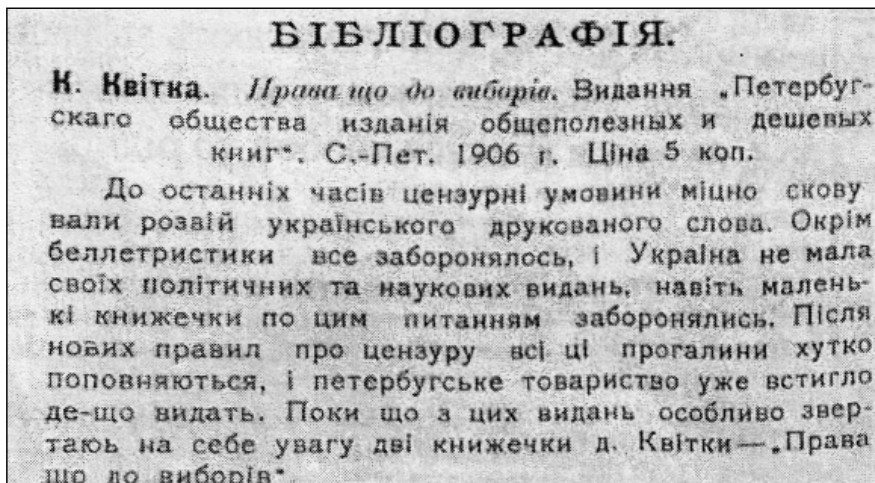 БІБЛІОГРАФІЯ.
К. Квітка. Права що до виборів. Видання „Петербуг-
скаго общества изданія общеполезных и дешевых
книг". С.-Пет. 1906 г. Ціна 5 коп.
До останніх часів цензурні умовини міцно скову
вали розвій українського друкованого слова. Окрім
беллетристики все заборонялось, і Україна не мала
своїх політичних та наукових видань, навіть малень-
кі книжечки по цим питанням заборонялись. Після
нових правил про цензуру всі ці прогалини хутко
поповняються, і петербугське товариство уже встигло
де-що видать. Поки що з цих видань особливо звер-
таюь на себе увагу дві книжечки д. Квітки—„Права
що до виборів".